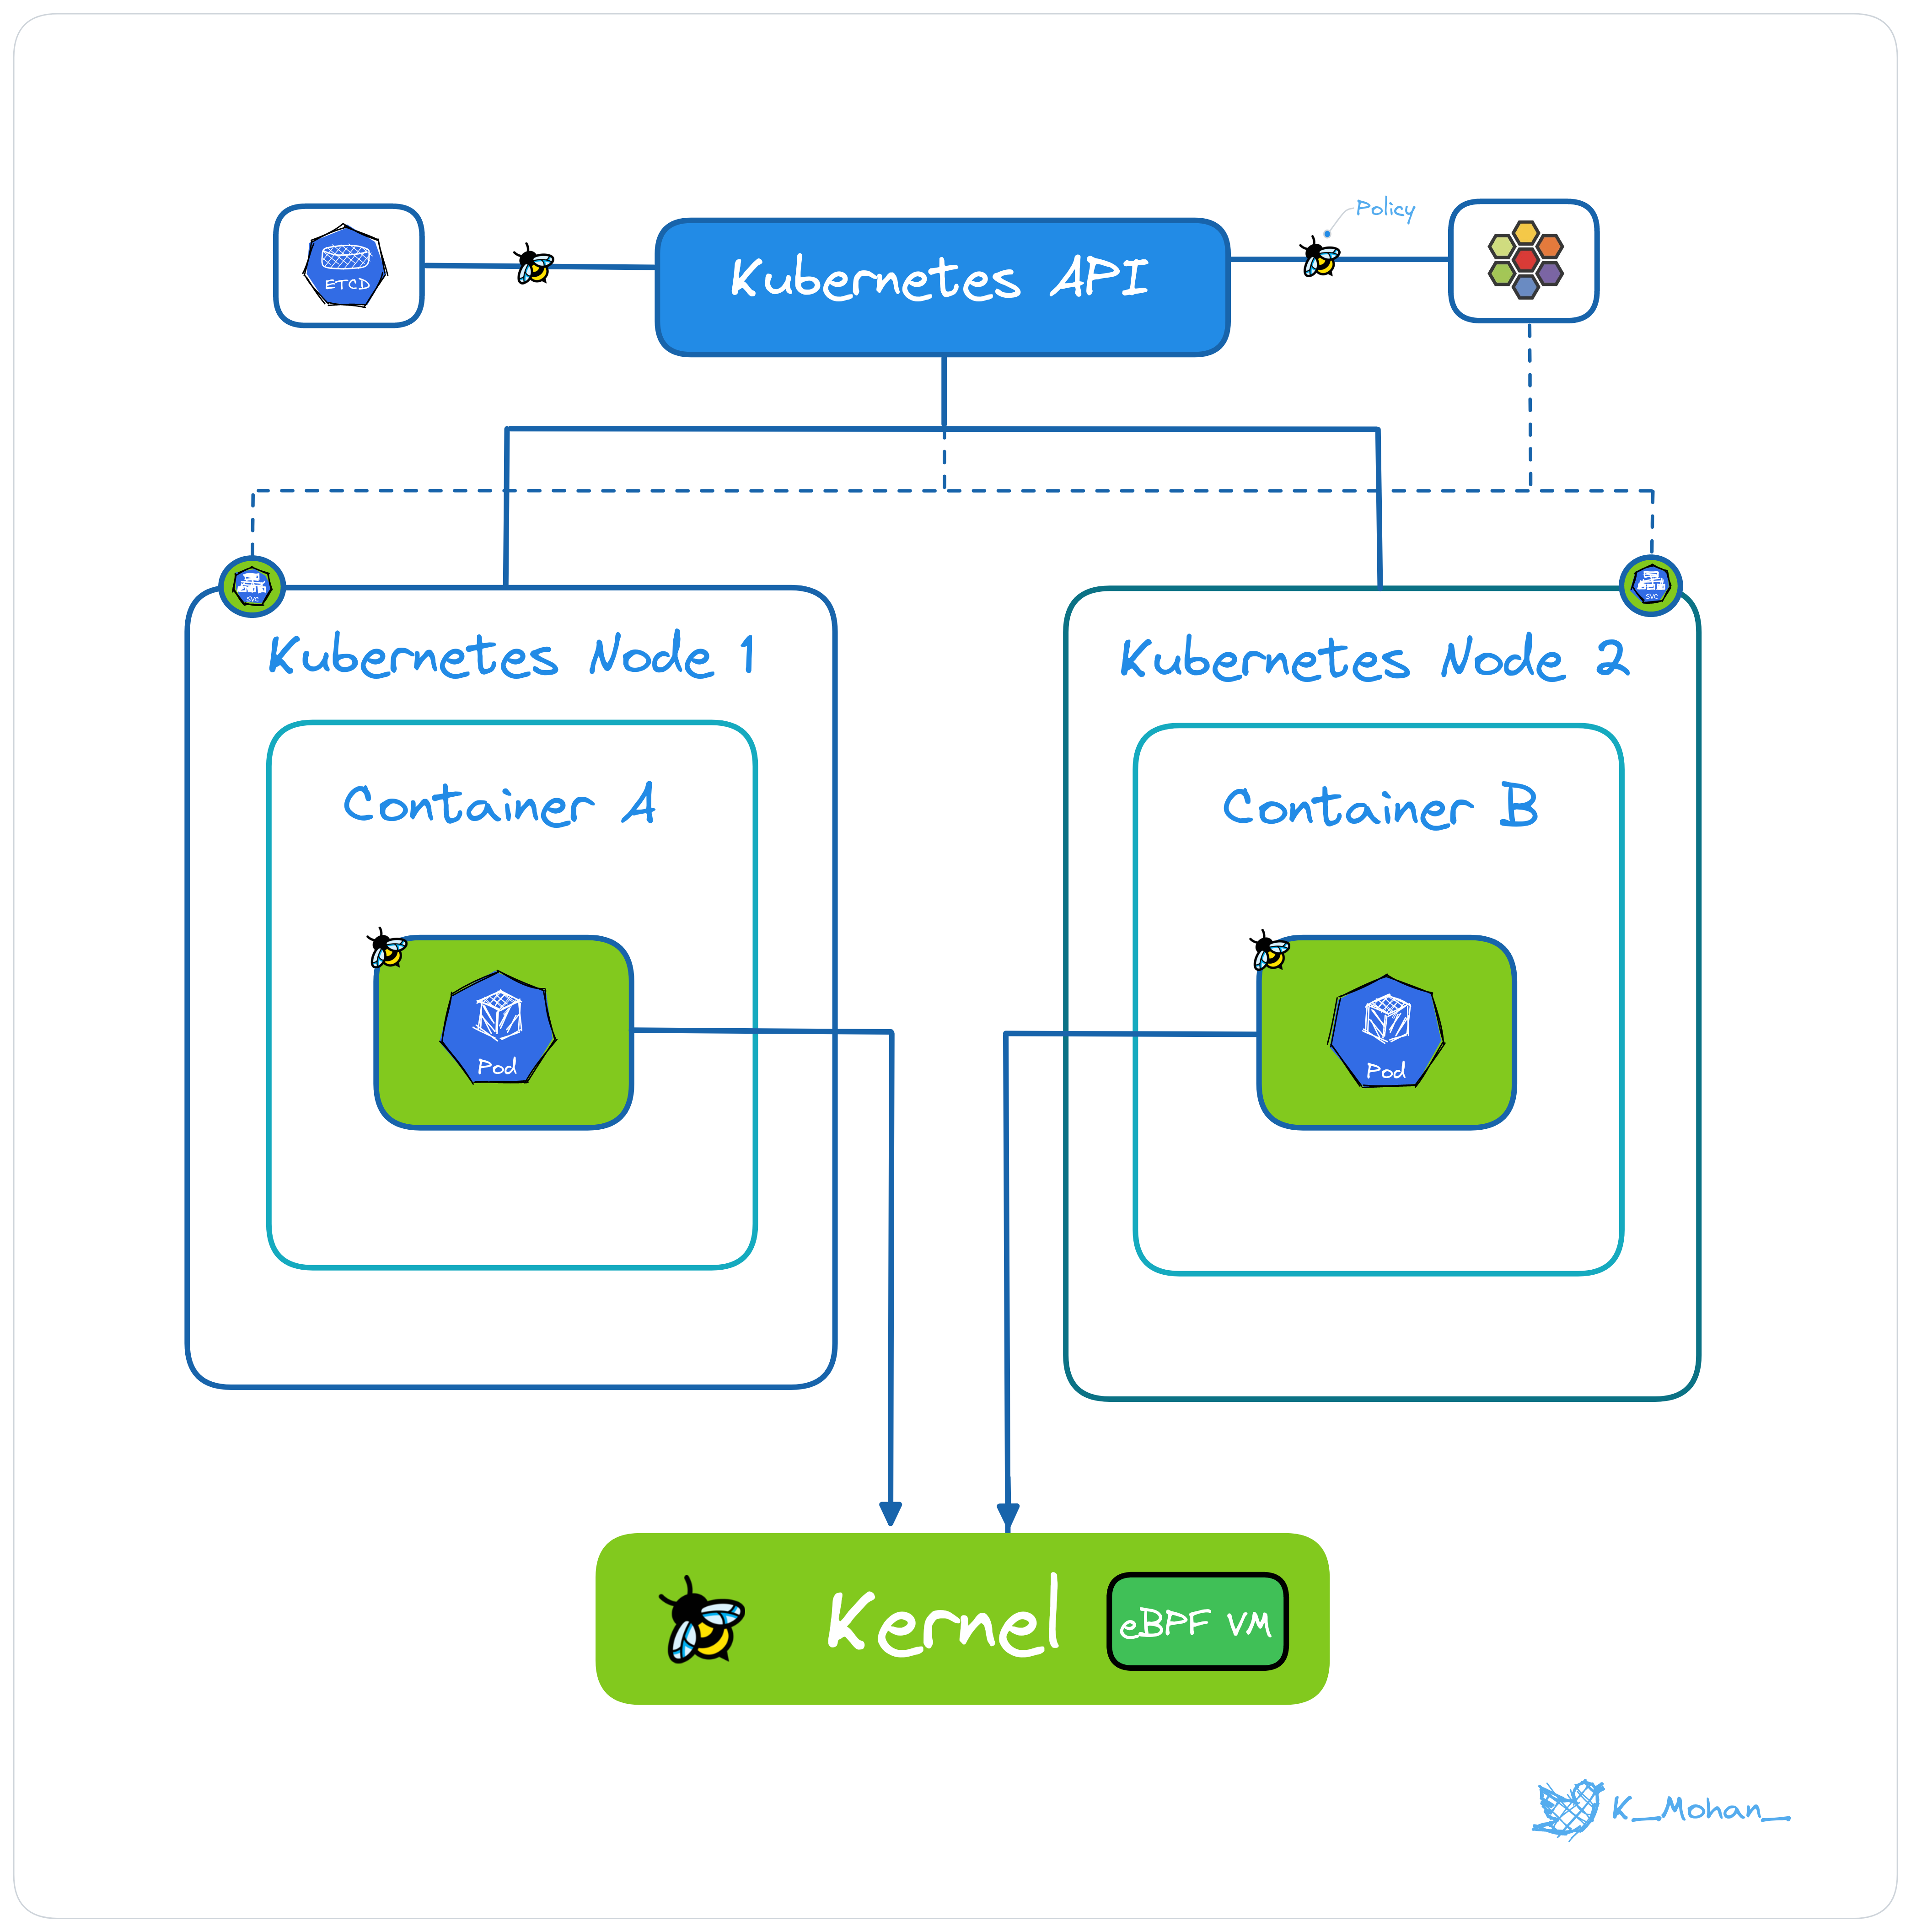 Policy
ETCD
Kubernetes API
SVC
SVC
Kubernetes Node 1
Kubernetes Node 2
Container A
Container B
Pod
Pod
Kernel
eBPF VM
K__Mohan__